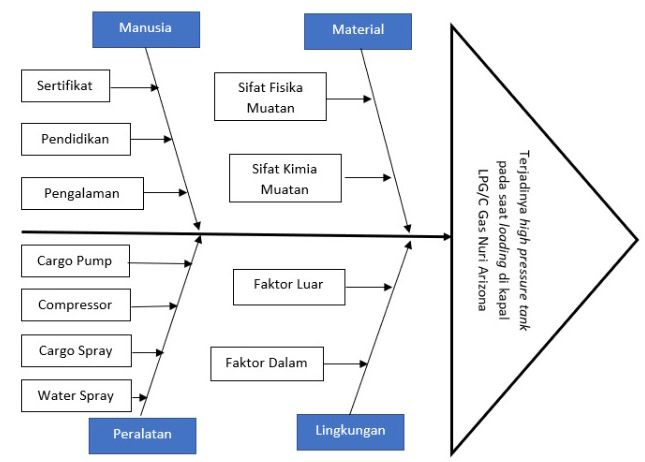 Manusia
Material
Sertifikat
Pendidikan
Pengalaman
Sifat Fisika
Muatan
Sifat Kimia
Muatan
Cargo Pump
Compressor
Cargo Spray
Water Spray
Peralatan
Faktor Luar
Faktor Dalam
Lingkungan
Terjadinya high pressure tank
pada saat looding di kapal
LPG/C Gas Nuri Arizona